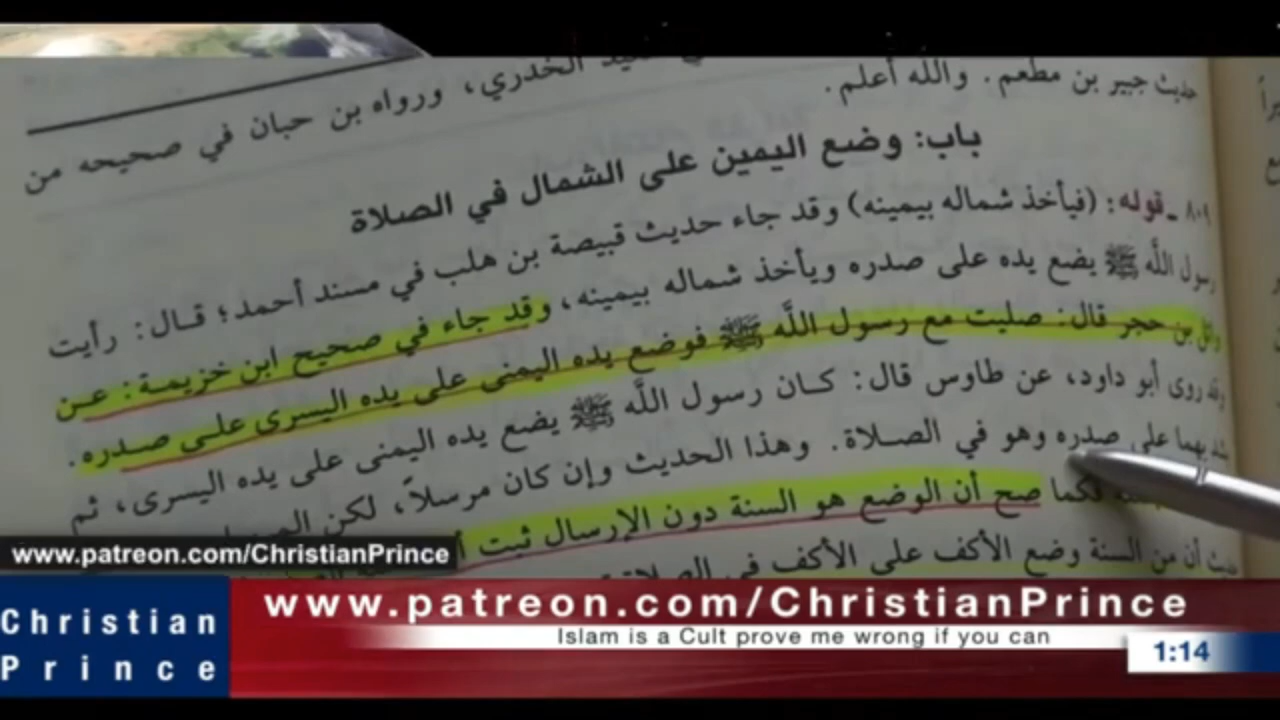 حديث جبير بن مطعم. والله أعلم.
الخدري، ورواه بن حبان في صحيحه من
باب: وضع اليمين على الشمال في الصلاة
٨٠٩ ـ قوله: (فيأخذ شماله بيمينه) وقد جاء حديث قبيصة بن هلب في مسند أحمد؛ قال: رأيت
رسول اللَّه ﷺ يضع يده على صدره ويأخذ شماله بيمينه، وقد جاء في صحيح ابن خزيمة: عن
وائل بن حجر قال: صليت مع رسول اللَّه ﷺ فوضع يده اليمنى على يده اليسرى على صدره.
وقد روى أبو داود، عن طاوس قال: كان رسول اللَّه ﷺ يضع يده اليمنى على يده اليسرى، ثم
يشد بهما على صدره وهو في الصلاة. وهذا الحديث وإن كان مرسلاً، لكن
لكما صح أن الوضع هو السنة دون الإرسال ثبت
حديث أن من السنة وضع الأكف على الأكف في
www.patreon.com/ChristianPrince
www.patreon.com/ChristianPrince
Islam is a Cult prove me wrong if you can
Christian
Prince
1:14